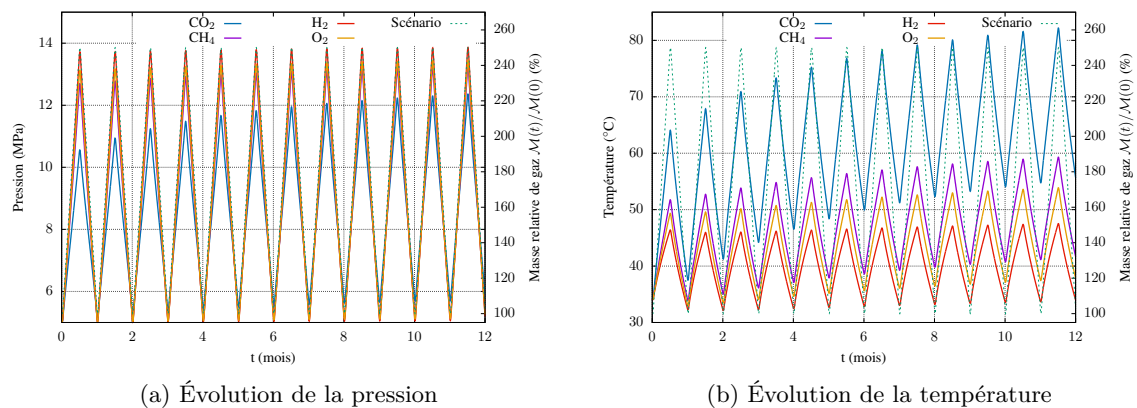 CO₂ H₂ Scénario
CH₄ O₂
14
12
10
8
6
Pression (MPa)
260
240
220
200
180
160
140
120
100
Masse relative de gaz M(t)/M(0) (%)
0 2 4 6 8 10 12
t (mois)
(a) Évolution de la pression
CO₂ H₂ Scénario
CH₄ O₂
80
70
60
50
40
30
Température (°C)
260
240
220
200
180
160
140
120
100
Masse relative de gaz M(t)/M(0) (%)
0 2 4 6 8 10 12
t (mois)
(b) Évolution de la température